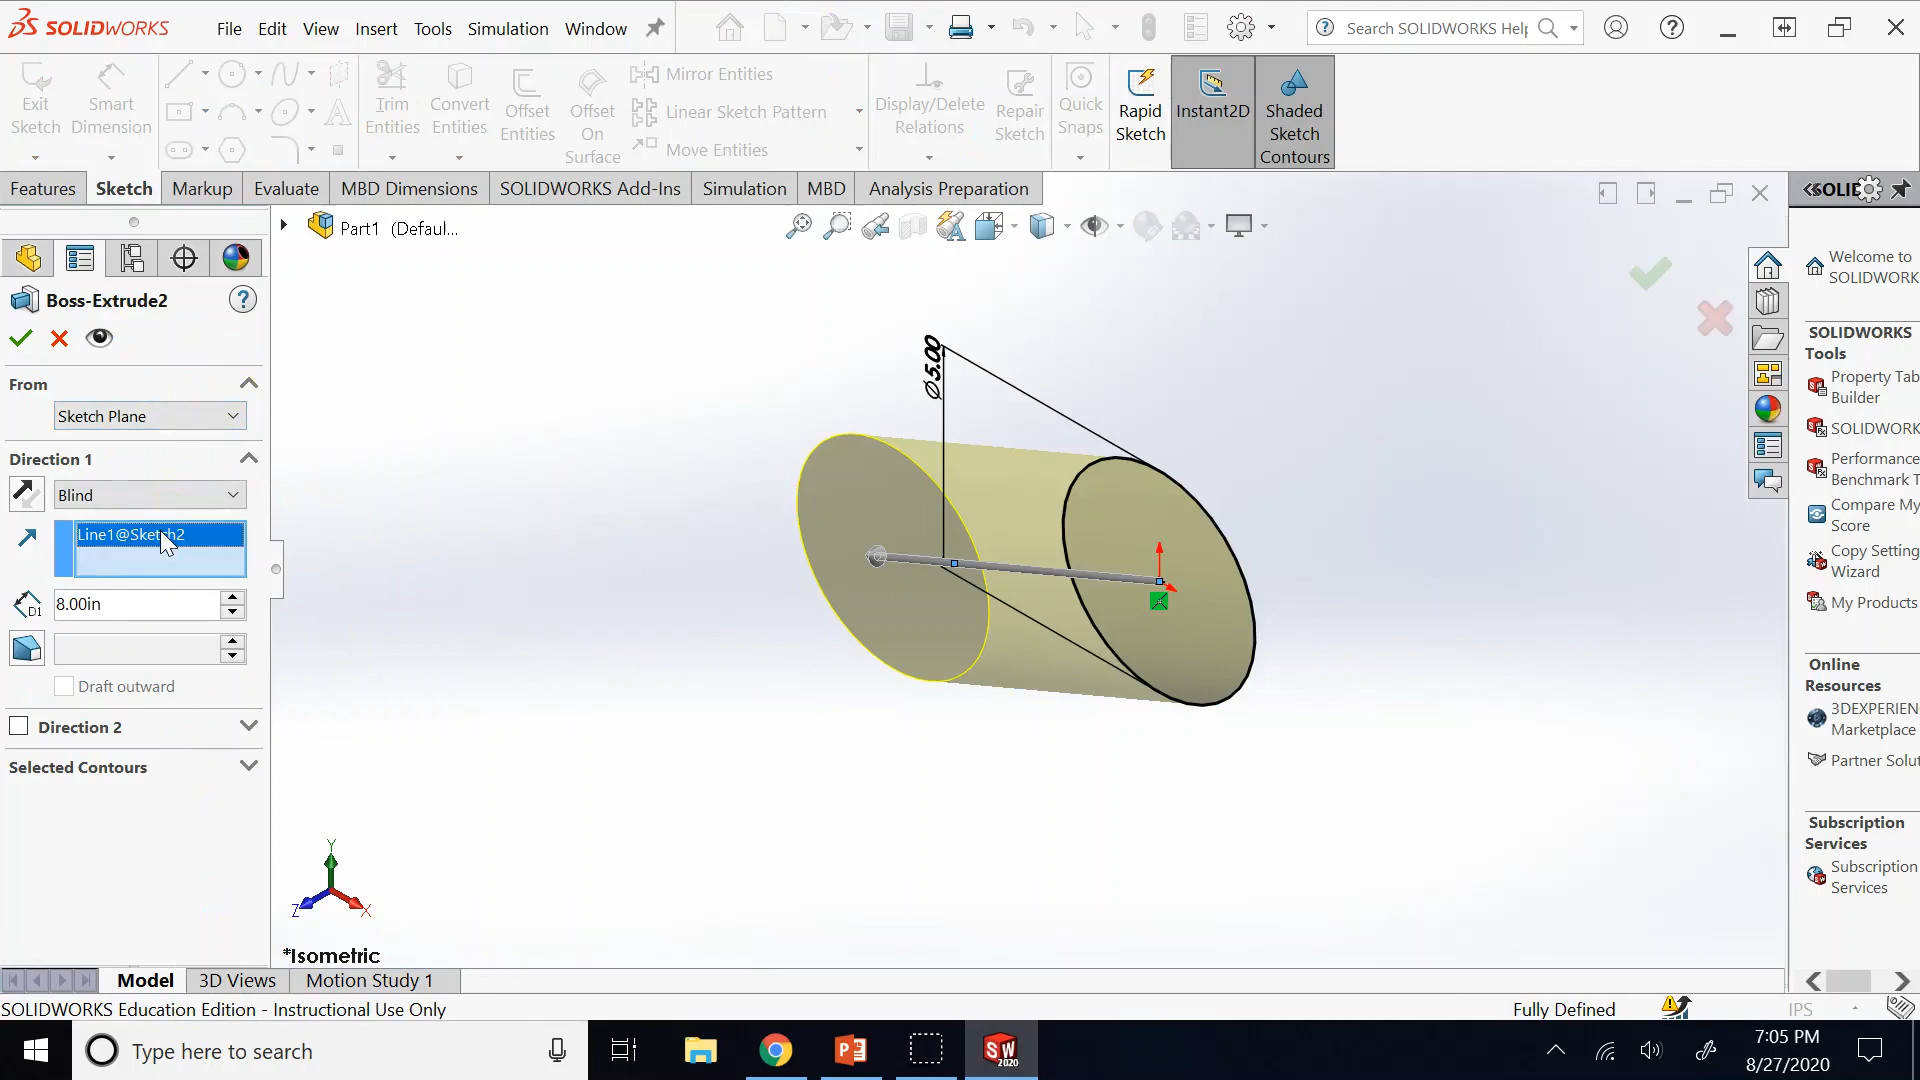 SOLIDWORKS
File Edit View Insert Tools Simulation Window
Search SOLIDWORKS Help
Exit Sketch
Smart Dimension
Trim Entities
Convert Entities
Offset Entities
Offset On Surface
Mirror Entities
Linear Sketch Pattern
Move Entities
Display/Delete Relations
Repair Sketch
Quick Snaps
Rapid Sketch
Instant2D
Shaded Sketch Contours
Features Sketch Markup Evaluate MBD Dimensions SOLIDWORKS Add-Ins Simulation MBD Analysis Preparation
SOLID
Part1 (Defaul...
Boss-Extrude2
From
Sketch Plane
Direction 1
Blind
Line1@Sketch2
D1
8.00in
Draft outward
Direction 2
Selected Contours
Ø5.00
Y
Z
X
*Isometric
Welcome to
SOLIDWORKS
SOLIDWORKS
Tools
Property Tab
Builder
SOLIDWORK
Performance
Benchmark T
Compare My
Score
Copy Setting
Wizard
My Products
Online
Resources
3DEXPERIEN
Marketplace
Partner Solu
Subscription
Services
Subscription
Services
Model 3D Views Motion Study 1
SOLIDWORKS Education Edition - Instructional Use Only
Fully Defined
IPS
Type here to search
SW
2020
7:05 PM
8/27/2020